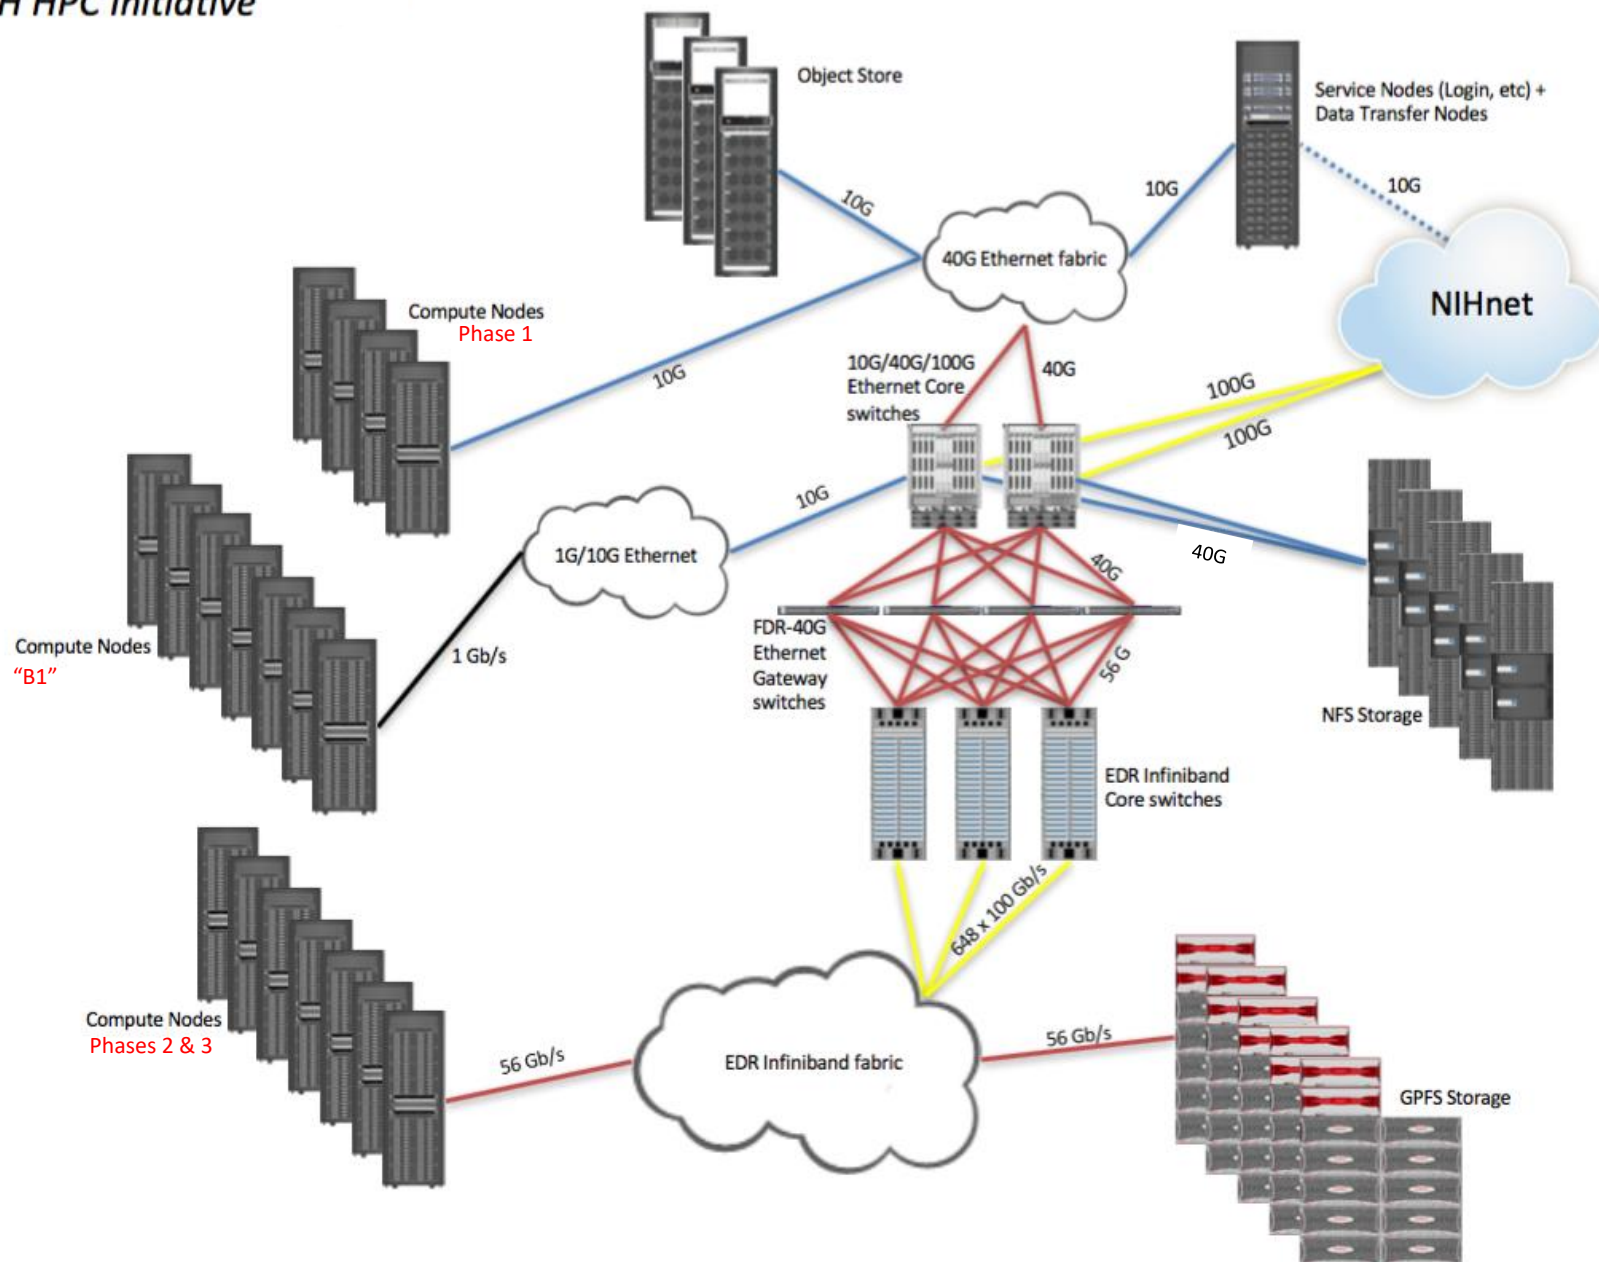 H HPC Initiative
Object Store
Service Nodes (Login, etc) +
Data Transfer Nodes
10G
10G
10G
40G Ethernet fabric
NIHnet
Compute Nodes
Phase 1
10G
10G/40G/100G
Ethernet Core
switches
40G
100G
100G
10G
1G/10G Ethernet
40G
40G
Compute Nodes
"B1"
1 Gb/s
FDR-40G
Ethernet
Gateway
switches
56 G
NFS Storage
EDR Infiniband
Core switches
648 x 100 Gb/s
Compute Nodes
Phases 2 & 3
56 Gb/s
EDR Infiniband fabric
56 Gb/s
GPFS Storage